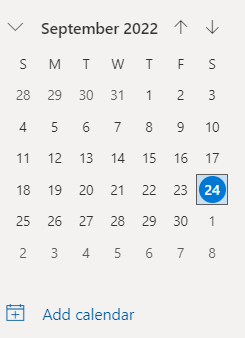 September 2022
S M T W T F S
28 29 30 31 1 2 3
4 5 6 7 8 9 10
11 12 13 14 15 16 17
18 19 20 21 22 23 24
25 26 27 28 29 30 1
2 3 4 5 6 7 8
Add calendar